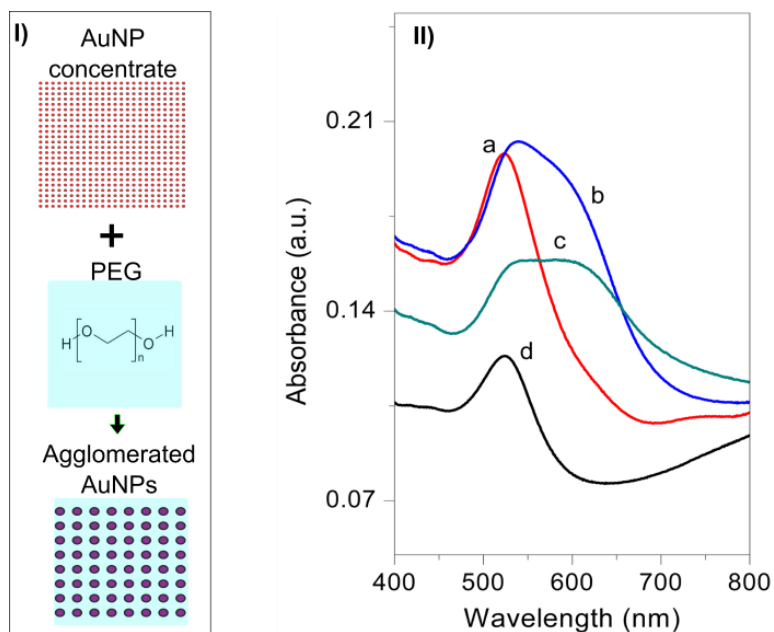 I)
AuNP
concentrate
+
PEG
H
O
O
H
n
Agglomerated
AuNPs
II)
0.21
0.14
0.07
Absorbance (a.u.)
a
b
c
d
400 500 600 700 800
Wavelength (nm)